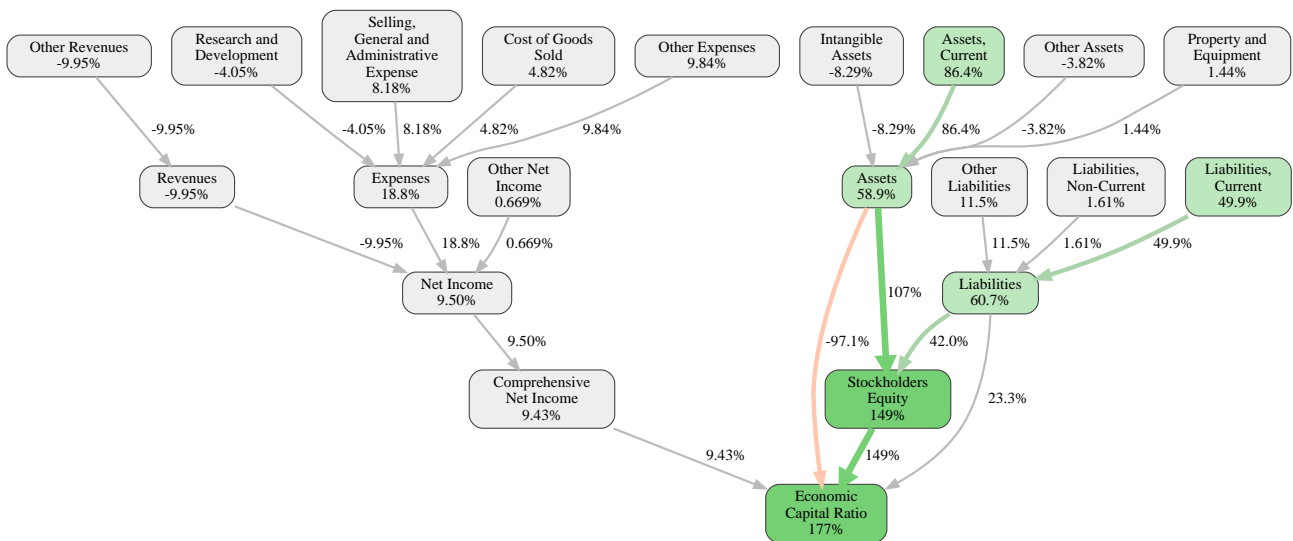 Other Revenues
-9.95%
Research and
Development
-4.05%
Selling,
General and
Administrative
Expense
8.18%
Cost of Goods
Sold
4.82%
Other Expenses
9.84%
Intangible
Assets
-8.29%
Assets,
Current
86.4%
Other Assets
-3.82%
Property and
Equipment
1.44%
-9.95%
-4.05%
8.18%
4.82%
9.84%
-8.29%
86.4%
-3.82%
1.44%
Revenues
-9.95%
Expenses
18.8%
Other Net
Income
0.669%
Assets
58.9%
Other
Liabilities
11.5%
Liabilities,
Non-Current
1.61%
Liabilities,
Current
49.9%
-9.95%
18.8%
0.669%
11.5%
1.61%
49.9%
Net Income
9.50%
107%
Liabilities
60.7%
9.50%
-97.1%
42.0%
Comprehensive
Net Income
9.43%
Stockholders
Equity
149%
23.3%
9.43%
149%
Economic
Capital Ratio
177%